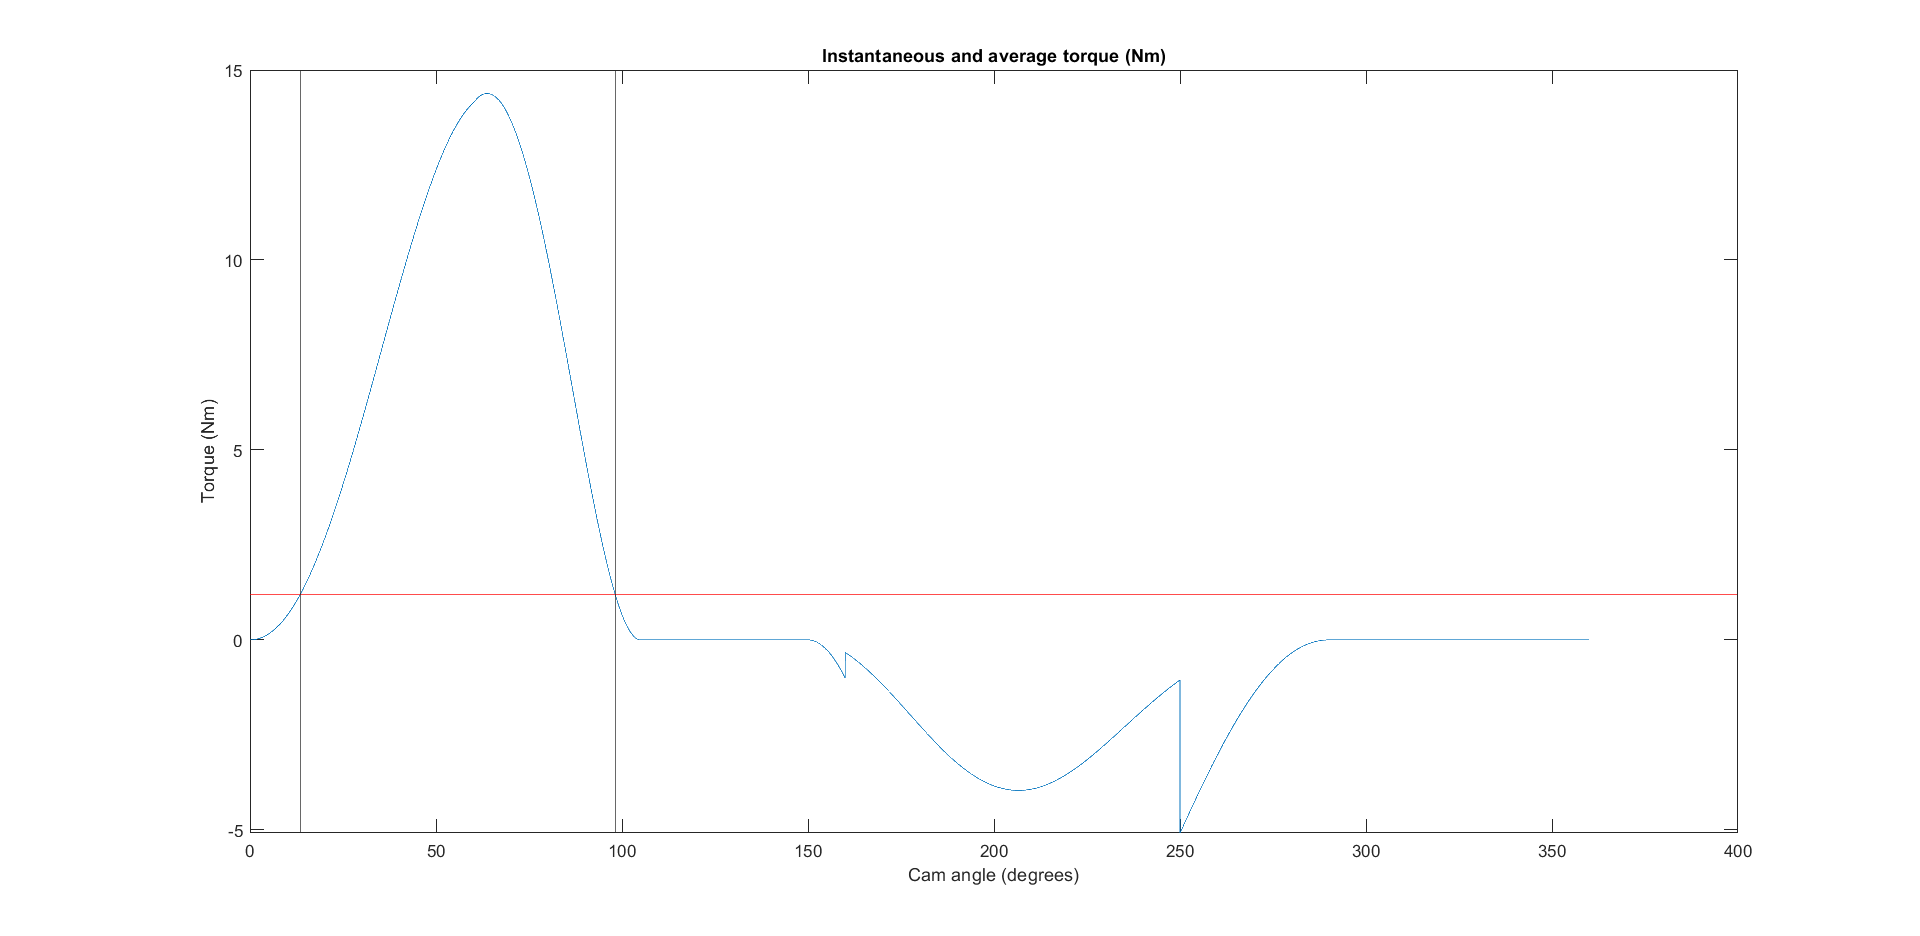 Instantaneous and average torque (Nm)
15
10
5
0
-5
Torque (Nm)
0 50 100 150 200 250 300 350 400
Cam angle (degrees)